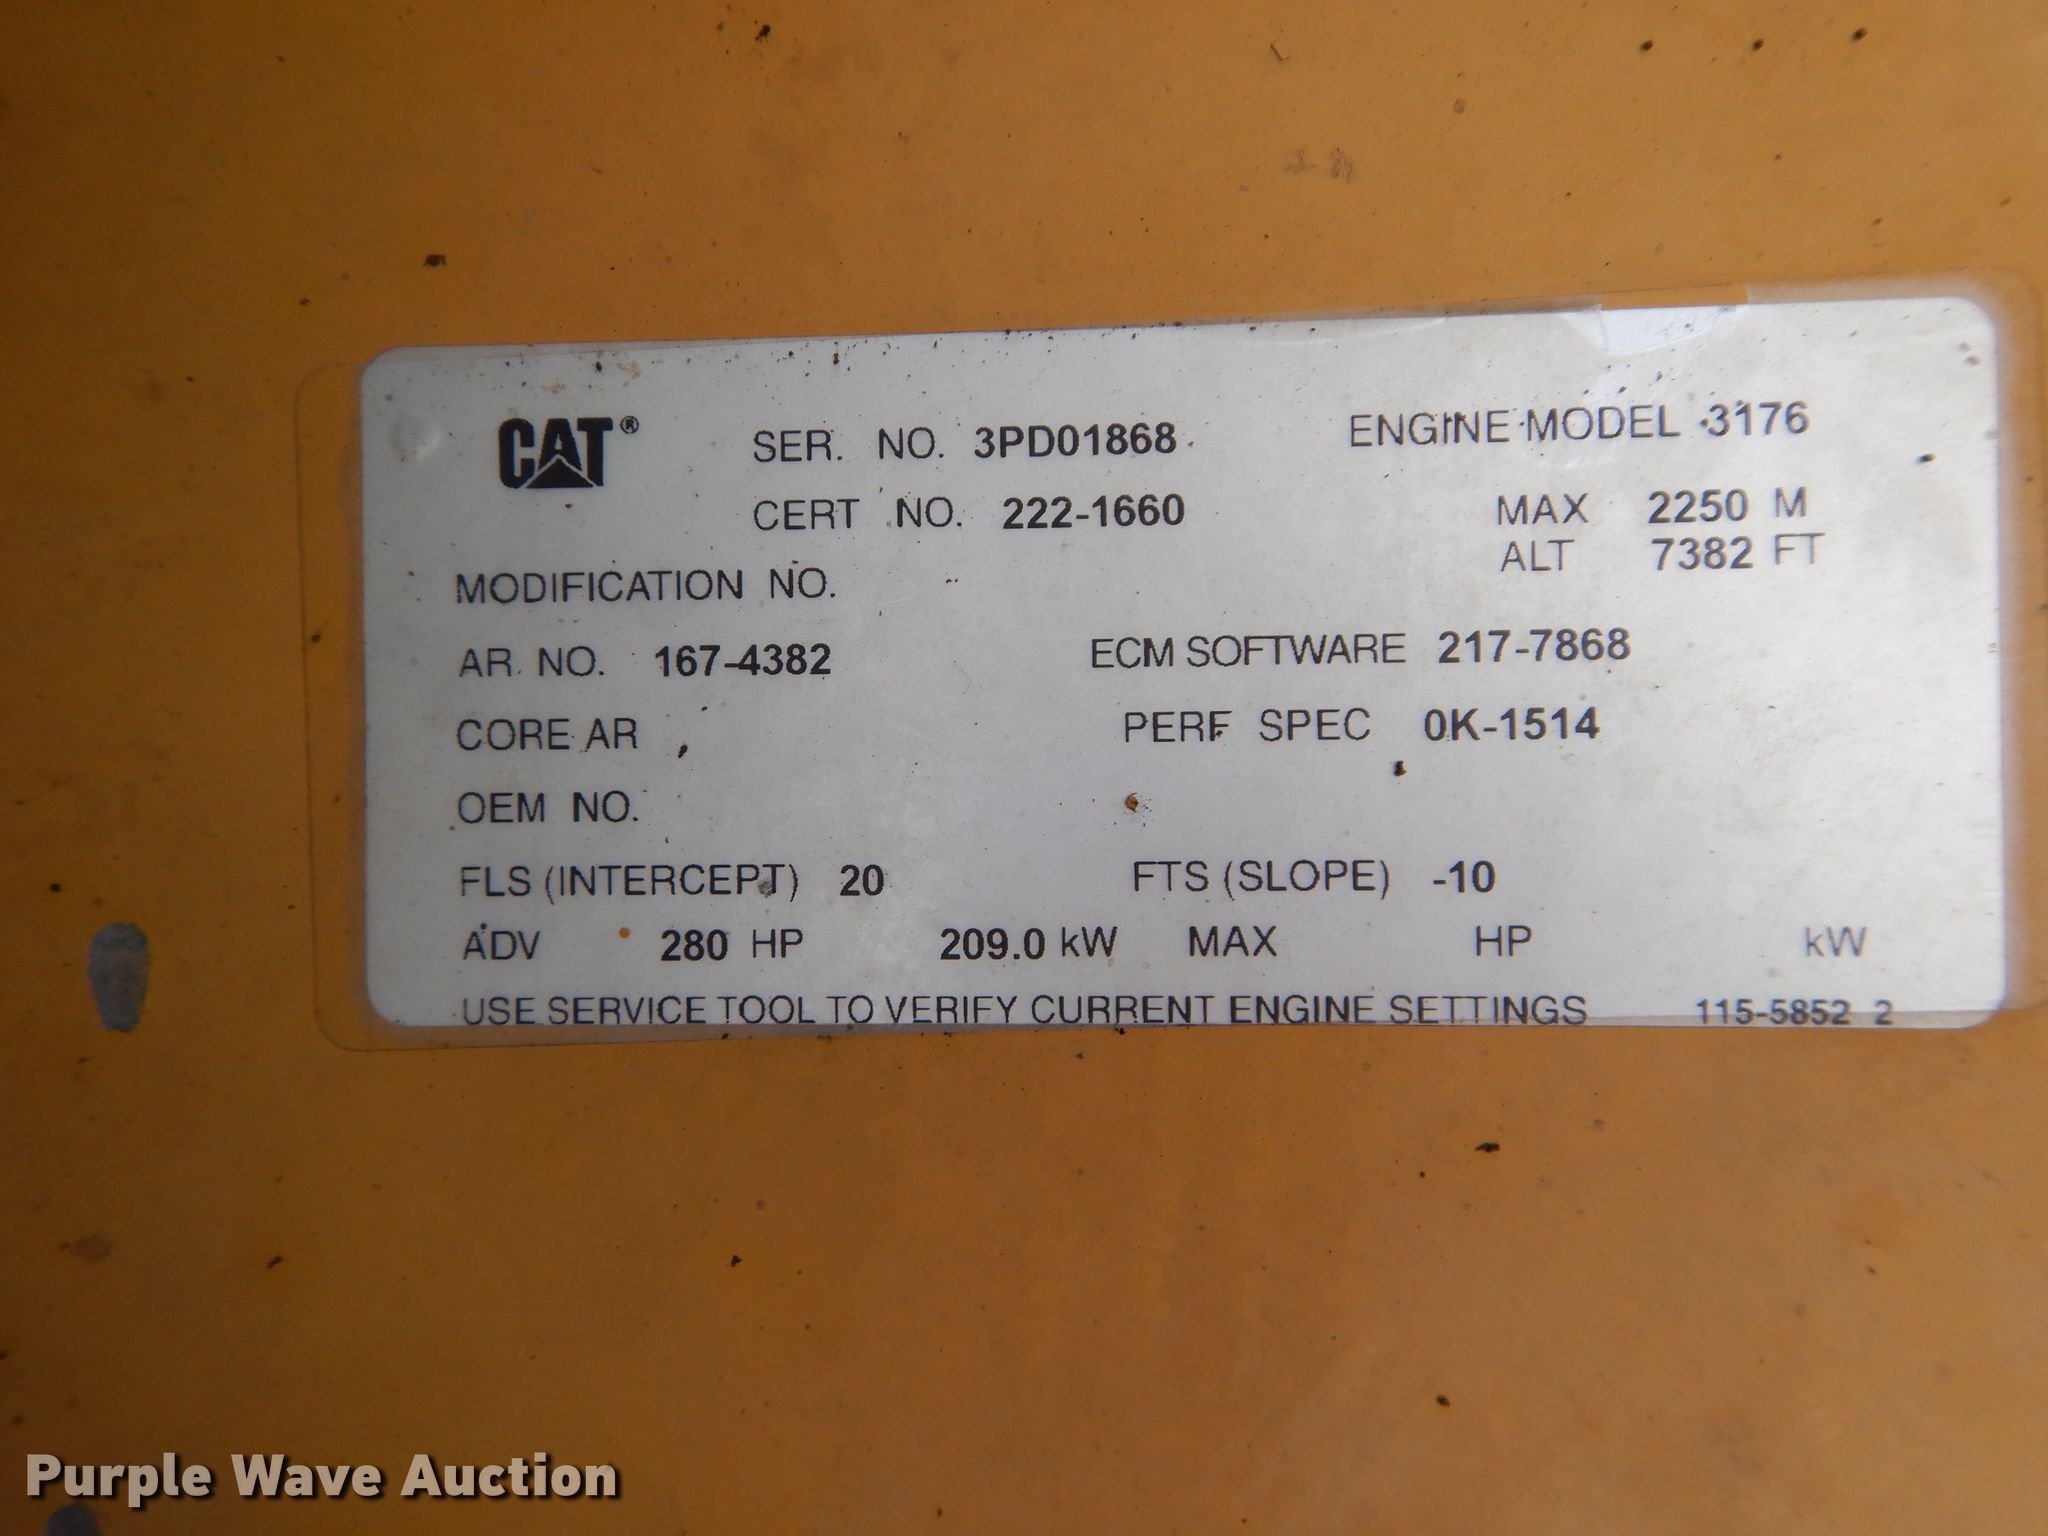 CAT® SER. NO. 3PD01868 ENGINE MODEL 3176
CERT NO. 222-1660 MAX 2250 M
ALT 7382 FT
MODIFICATION NO.
AR. NO. 167-4382 ECM SOFTWARE 217-7868
CORE AR PERF SPEC 0K-1514
OEM NO.
FLS (INTERCEPT) 20 FTS (SLOPE) -10
ADV 280 HP 209.0 kW MAX HP kW
USE SERVICE TOOL TO VERIFY CURRENT ENGINE SETTINGS 115-5852 2
Purple Wave Auction